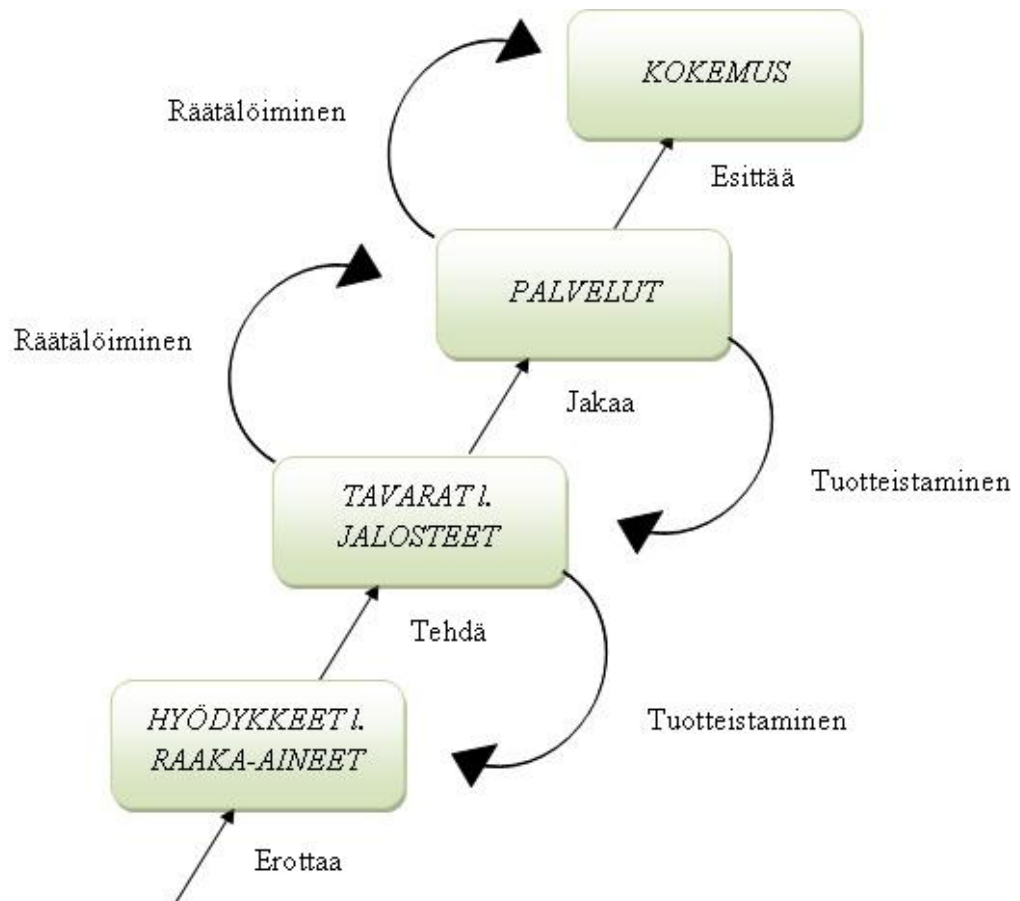 KOKEMUS
Räätälöiminen
Esittää
PALVELUT
Räätälöiminen
Jakaa
Tuotteistaminen
TAVARAT l.
JALOSTEET
Tehdä
Tuotteistaminen
HYÖDYKKEET l.
RAAKA-AINEET
Erottaa